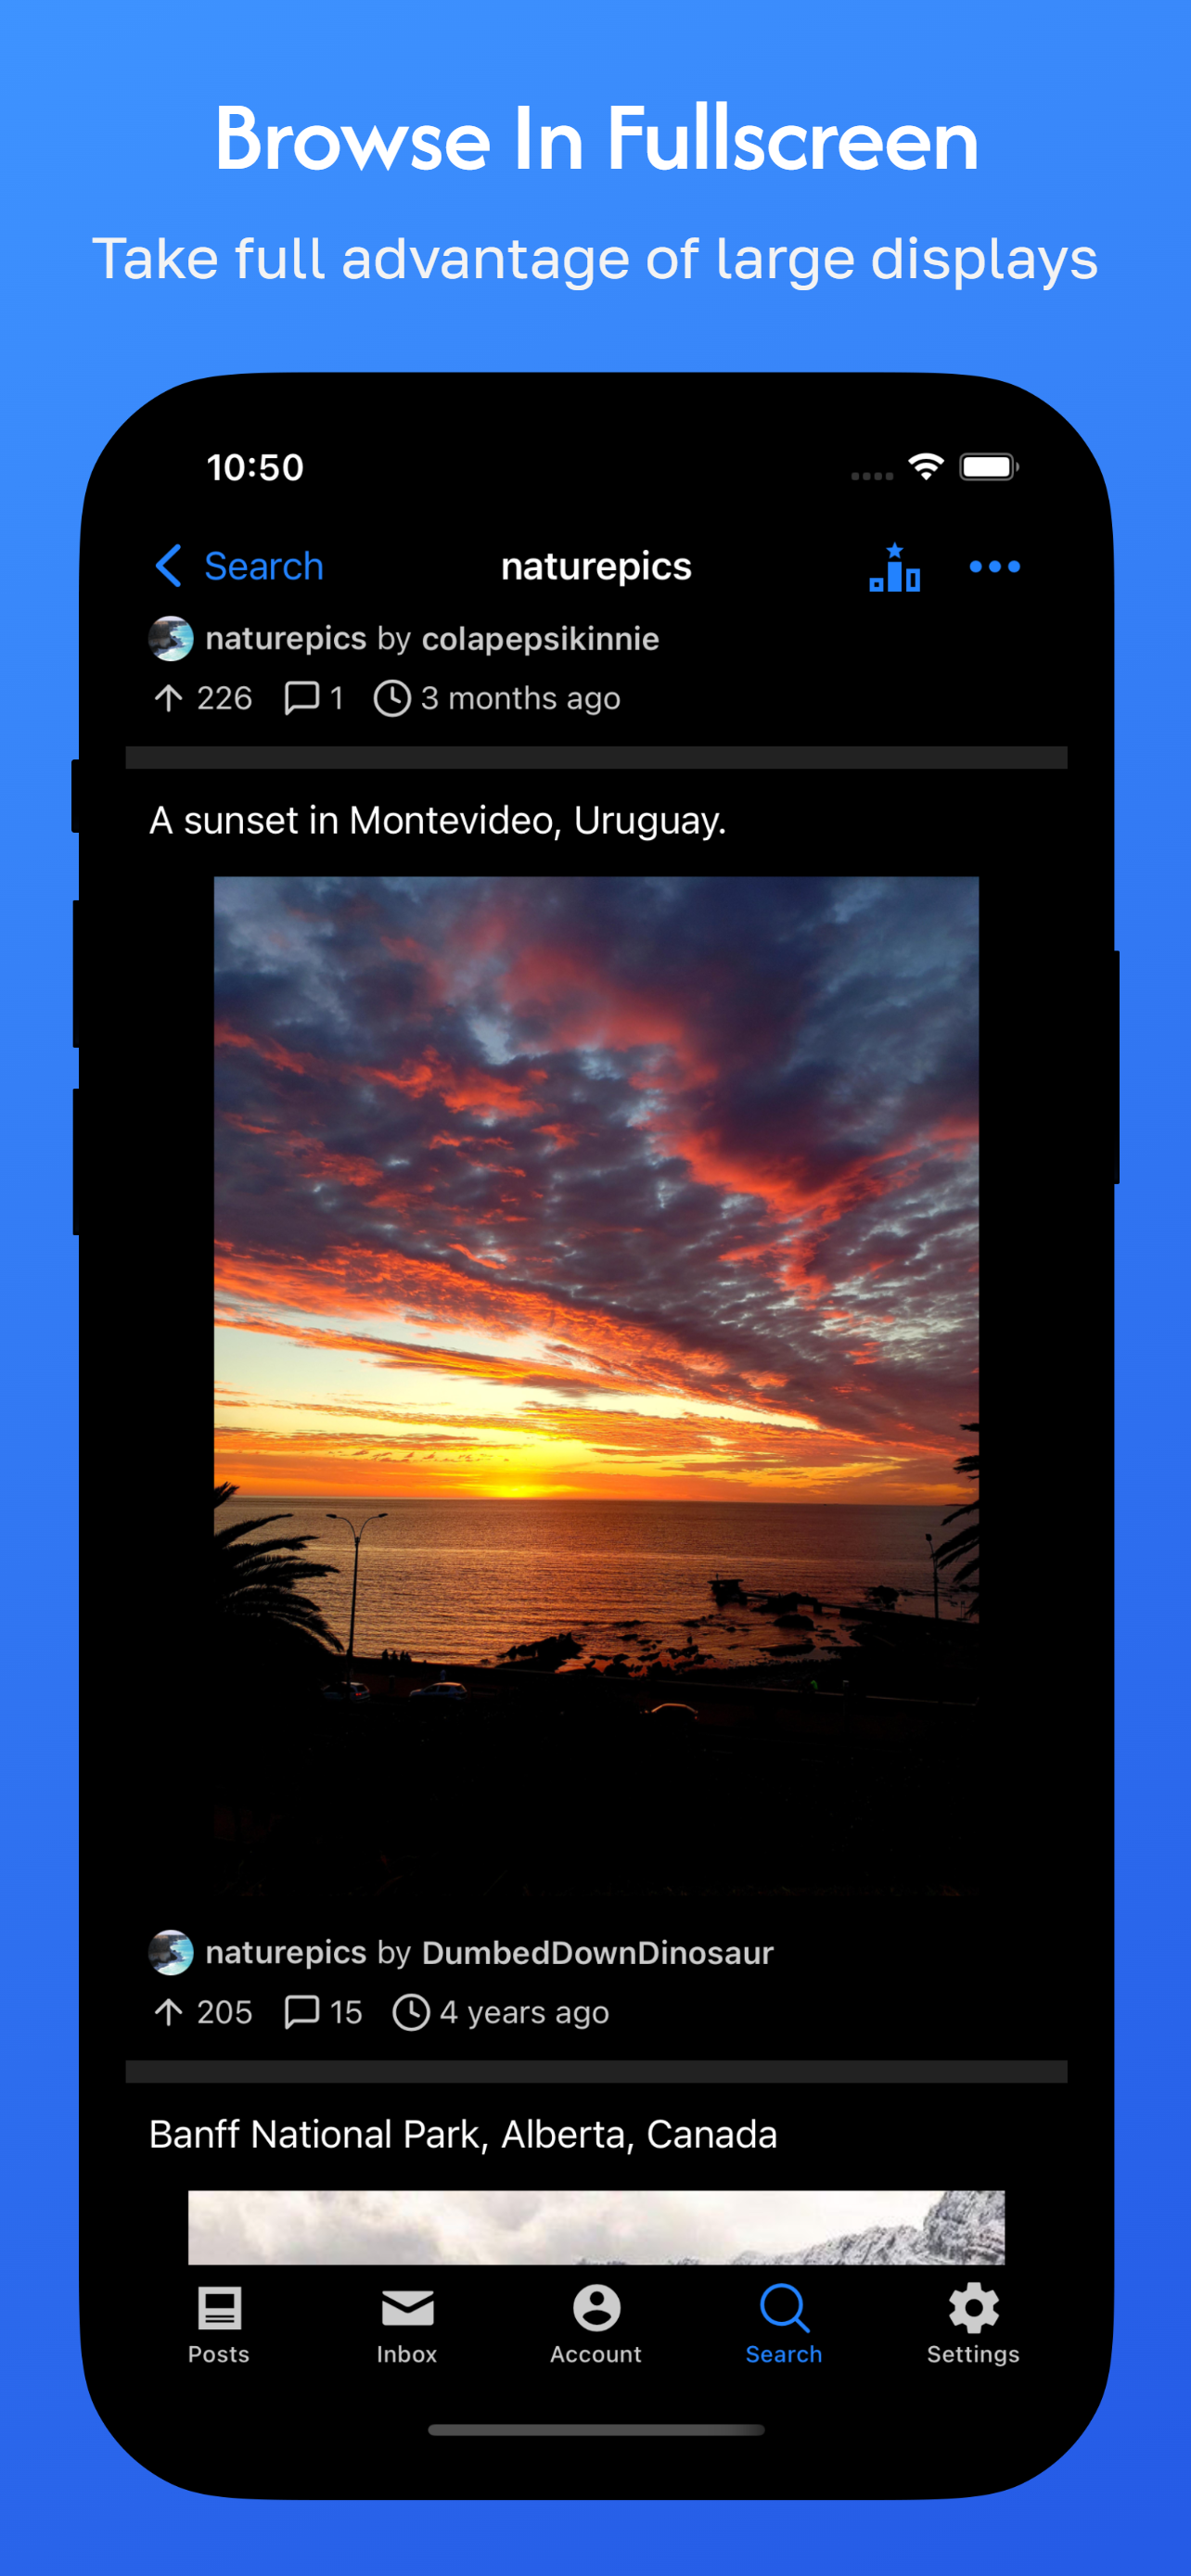 Browse In Fullscreen
Take full advantage of large displays
10:50
Search naturepics
naturepics by colapepsikinnie
226 1 3 months ago
A sunset in Montevideo, Uruguay.
naturepics by DumbedDownDinosaur
205 15 4 years ago
Banff National Park, Alberta, Canada
Posts Inbox Account Search Settings